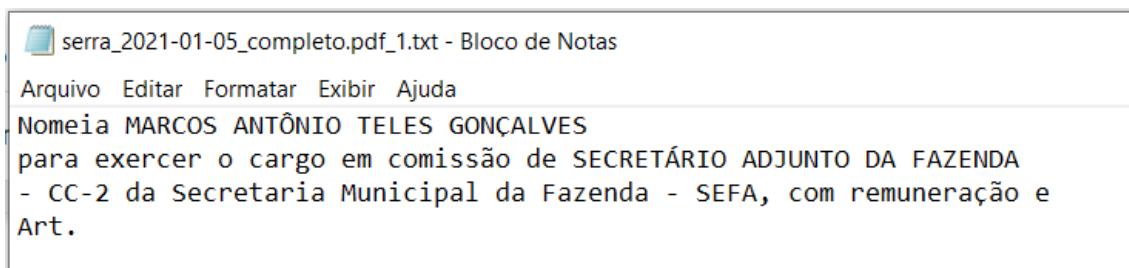 serra_2021-01-05_completo.pdf_1.txt - Bloco de Notas
Arquivo Editar Formatar Exibir Ajuda
Nomeia MARCOS ANTÔNIO TELES GONÇALVES
para exercer o cargo em comissão de SECRETÁRIO ADJUNTO DA FAZENDA
- CC-2 da Secretaria Municipal da Fazenda - SEFA, com remuneração e
Art.